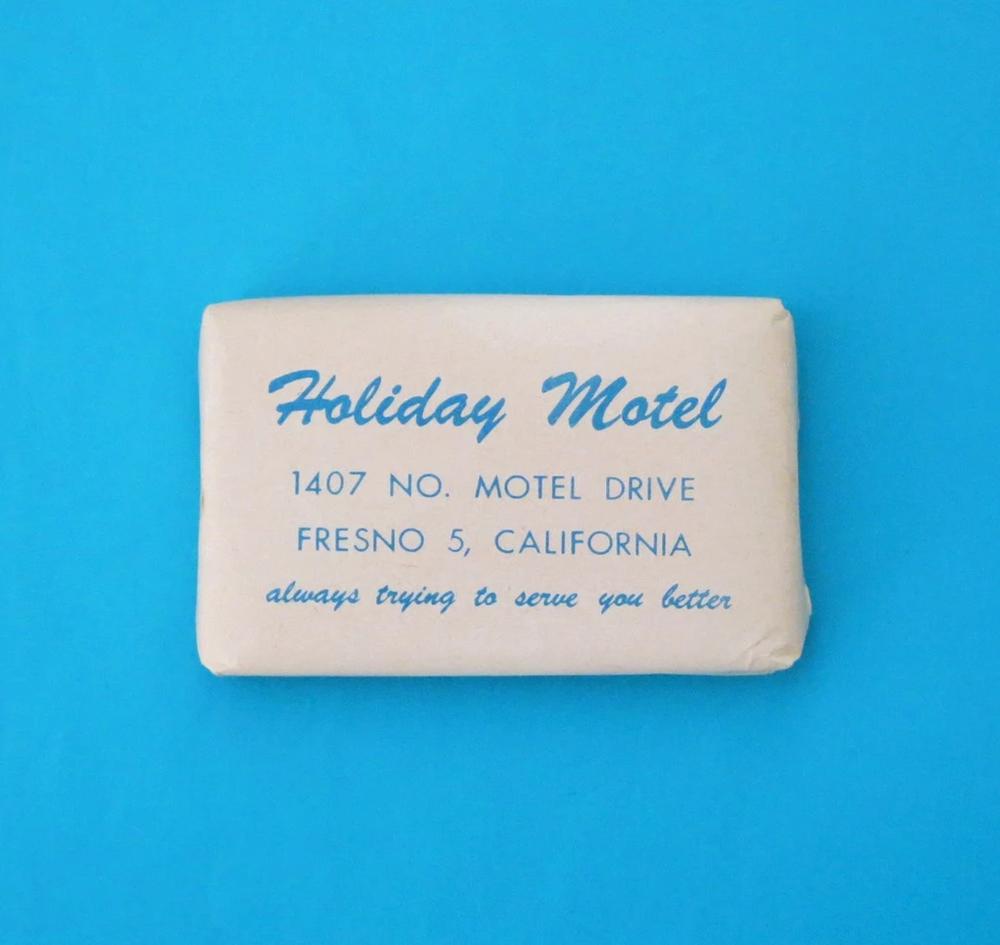 Holiday Motel
1407 NO. MOTEL DRIVE
FRESNO 5, CALIFORNIA
always trying to serve you better